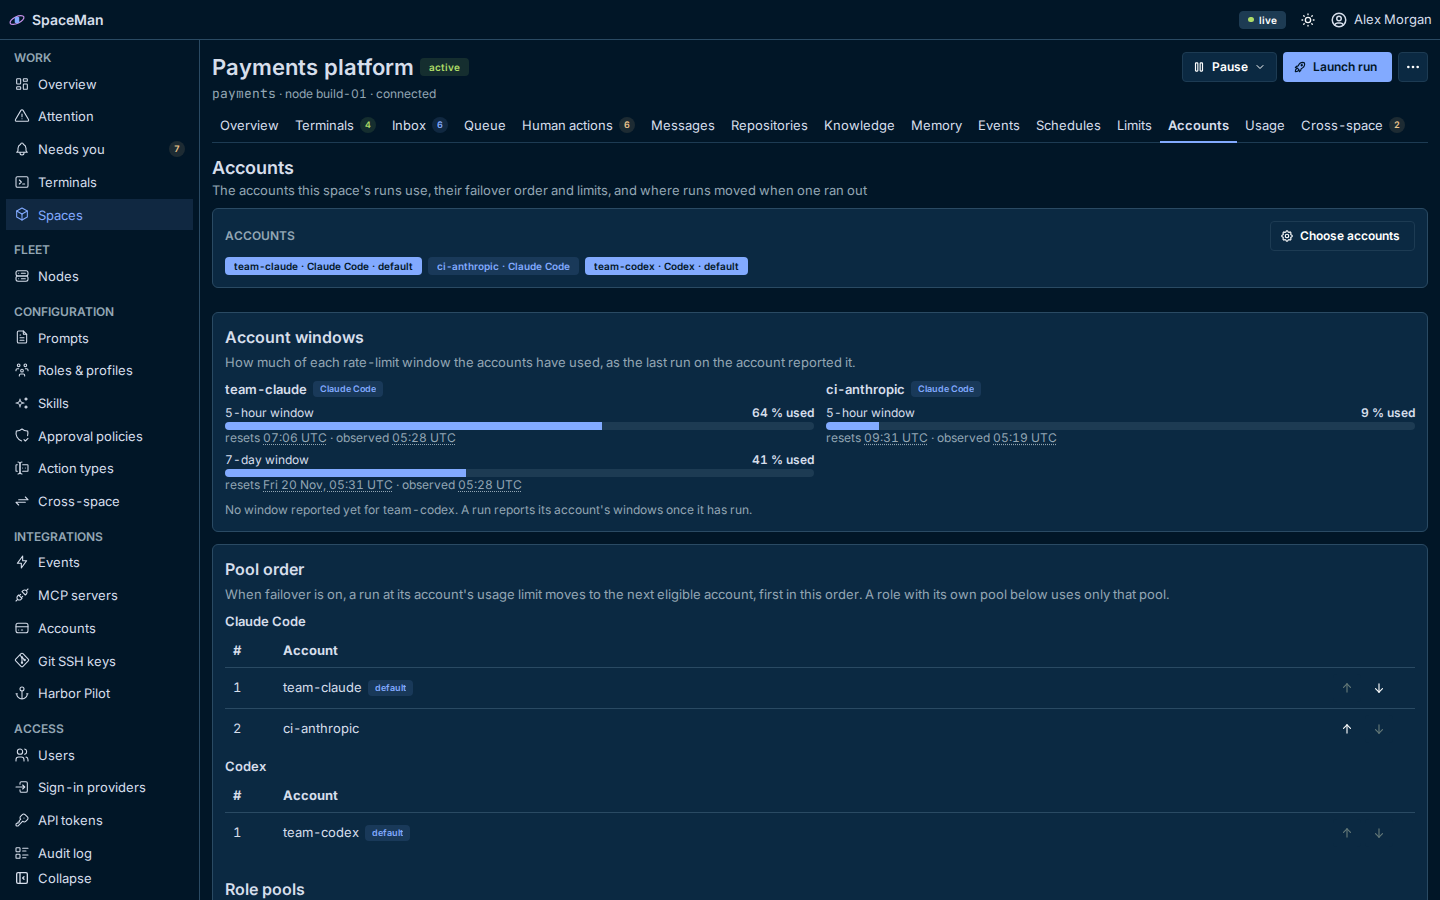 SpaceMan
live
Alex Morgan
WORK
Overview
Attention
Needs you 7
Terminals
Spaces
FLEET
Nodes
CONFIGURATION
Prompts
Roles & profiles
Skills
Approval policies
Action types
Cross-space
INTEGRATIONS
Events
MCP servers
Accounts
Git SSH keys
Harbor Pilot
ACCESS
Users
Sign-in providers
API tokens
Audit log
Collapse
Payments platform active
Pause
Launch run
payments · node build-01 · connected
Overview Terminals 4 Inbox 6 Queue Human actions 6 Messages Repositories Knowledge Memory Events Schedules Limits Accounts Usage Cross-space 2
Accounts
The accounts this space's runs use, their failover order and limits, and where runs moved when one ran out
ACCOUNTS
Choose accounts
team-claude · Claude Code · default ci-anthropic · Claude Code team-codex · Codex · default
Account windows
How much of each rate-limit window the accounts have used, as the last run on the account reported it.
team-claude Claude Code
5-hour window 64 % used
resets 07:06 UTC · observed 05:28 UTC
7-day window 41 % used
resets Fri 20 Nov, 05:31 UTC · observed 05:28 UTC
ci-anthropic Claude Code
5-hour window 9 % used
resets 09:31 UTC · observed 05:19 UTC
No window reported yet for team-codex. A run reports its account's windows once it has run.
Pool order
When failover is on, a run at its account's usage limit moves to the next eligible account, first in this order. A role with its own pool below uses only that pool.
Claude Code
# Account
1 team-claude default
2 ci-anthropic
Codex
# Account
1 team-codex default
Role pools